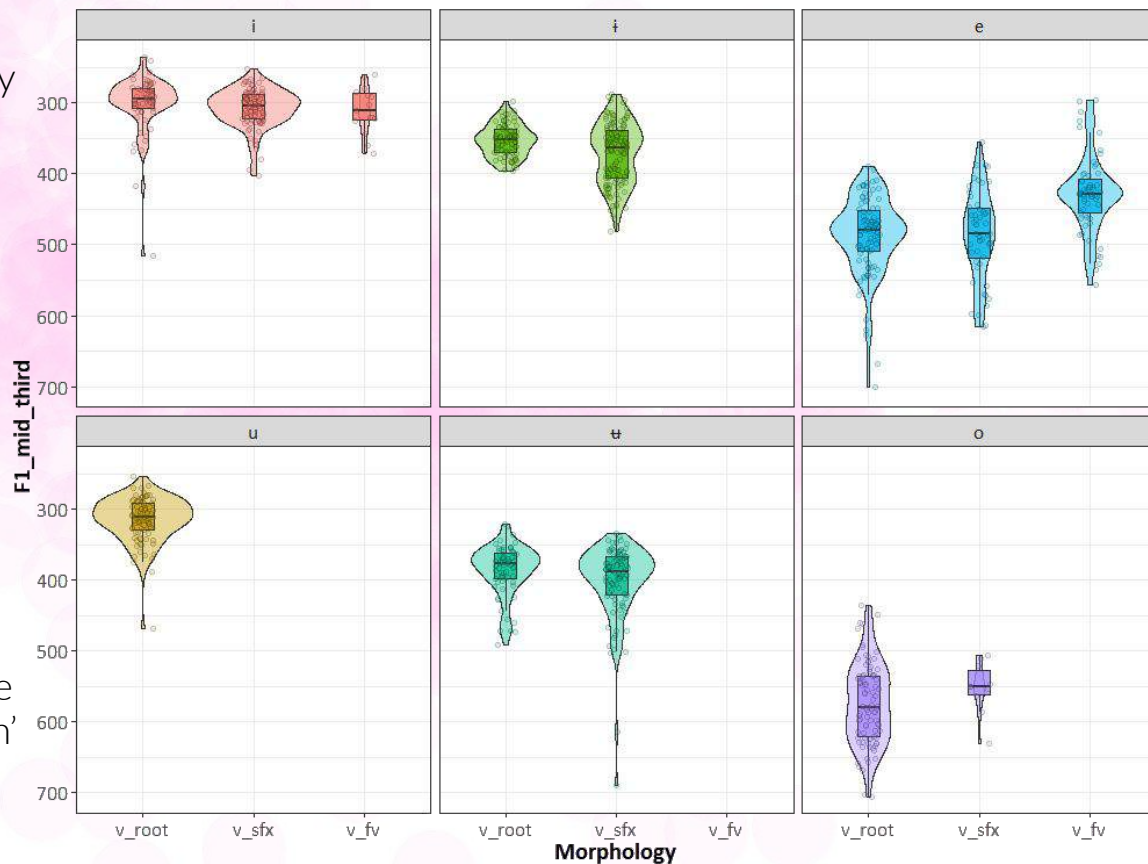 y
i ɨ e
300
400
500
600
700
F1_mid_third
u ʉ o
300
400
500
600
700
e
n’
v_root v_sfx v_fv v_root v_sfx v_fv v_root v_sfx v_fv
Morphology